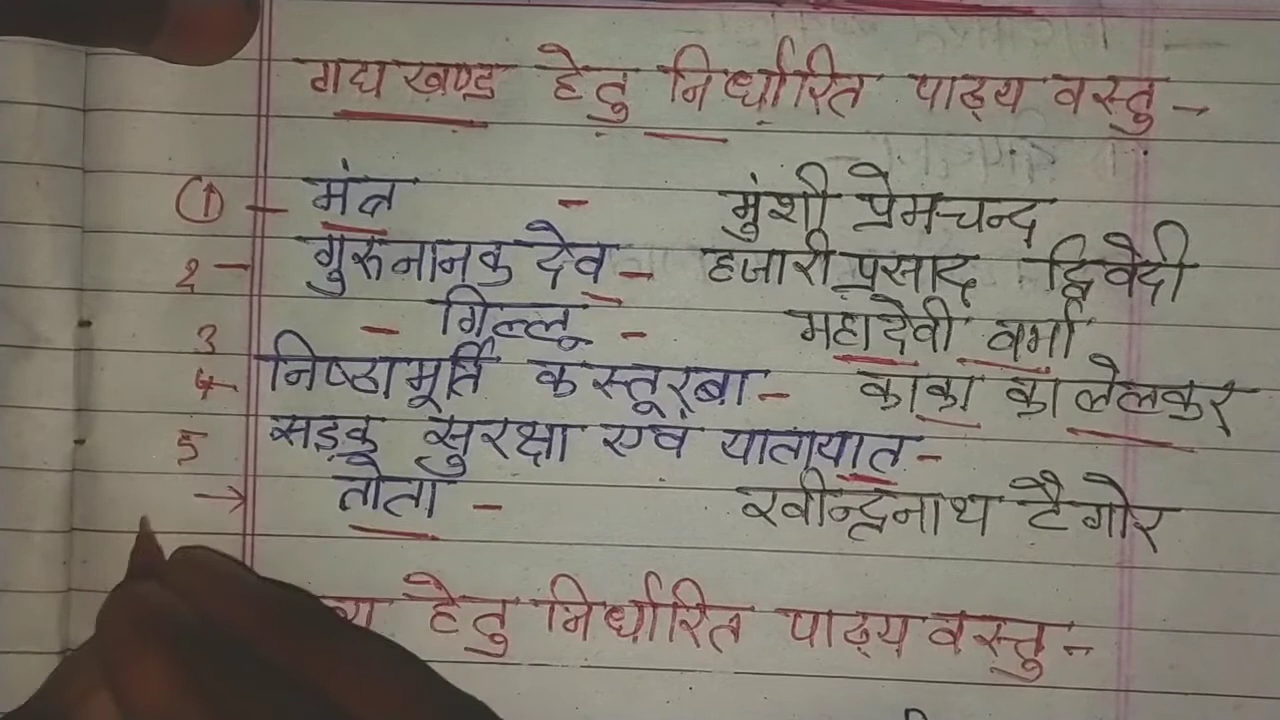 गद्य खण्ड हेतु निर्धारित पाठ्य वस्तु -
① - मंत्र - मुंशी प्रेमचन्द
2 - गुरुनानक देव - हजारी प्रसाद द्विवेदी
3 - गिल्लू - महादेवी वर्मा
4 - निष्ठामूर्ति कस्तूरबा - काका कालेलकर
5 सड़क सुरक्षा एवं यातायात -
→ तोता - रवीन्द्रनाथ टैगोर
हेतु निर्धारित पाठ्य वस्तु -